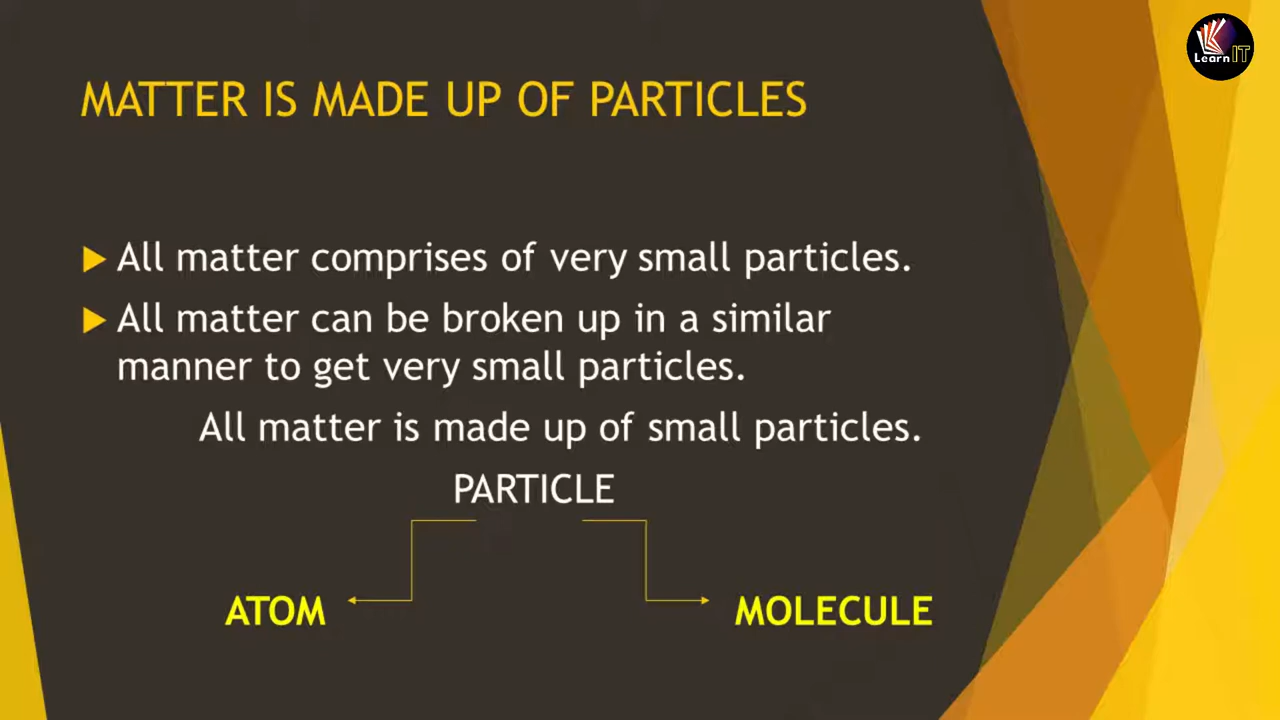 Learn IT
MATTER IS MADE UP OF PARTICLES
All matter comprises of very small particles.
All matter can be broken up in a similar
manner to get very small particles.
All matter is made up of small particles.
PARTICLE
ATOM MOLECULE